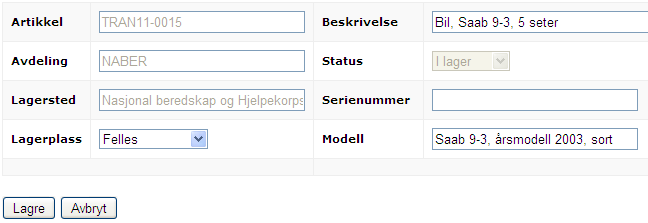 Artikkel TRAN11-0015 Beskrivelse Bil, Saab 9-3, 5 seter
Avdeling NABER Status I lager
Lagersted Nasjonal beredskap og Hjelpekorps Serienummer
Lagerplass Felles Modell Saab 9-3, årsmodell 2003, sort
Lagre Avbryt